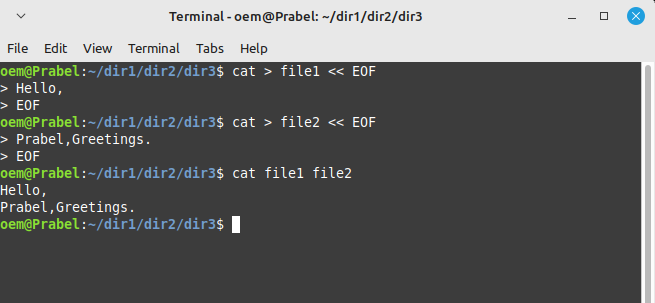 Terminal - oem@Prabel: ~/dir1/dir2/dir3
File Edit View Terminal Tabs Help
oem@Prabel:~/dir1/dir2/dir3$ cat > file1 << EOF
> Hello,
> EOF
oem@Prabel:~/dir1/dir2/dir3$ cat > file2 << EOF
> Prabel,Greetings.
> EOF
oem@Prabel:~/dir1/dir2/dir3$ cat file1 file2
Hello,
Prabel,Greetings.
oem@Prabel:~/dir1/dir2/dir3$